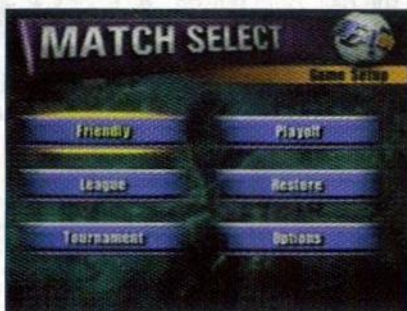 MATCH SELECT
Game Setup
Friendly
Playoff
League
Restore
Tournament
Options